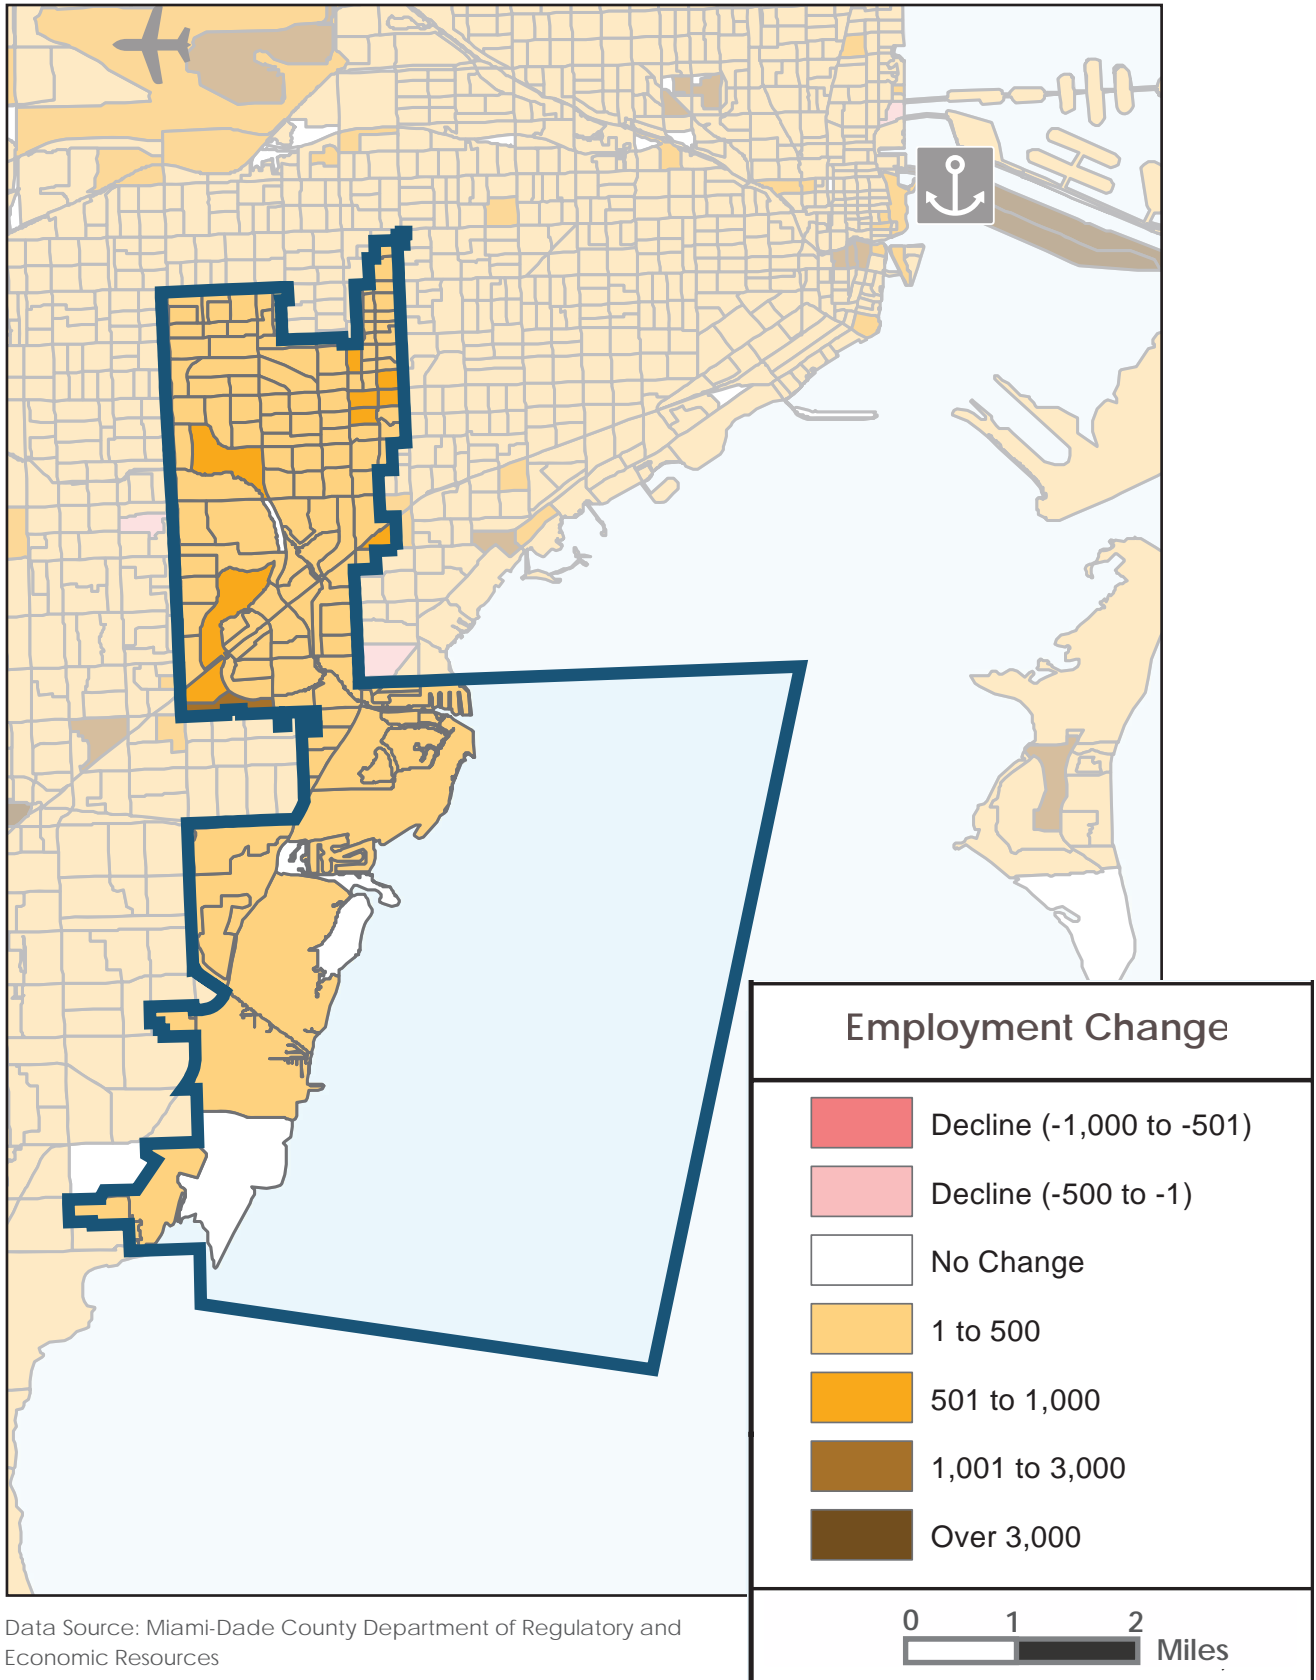 Employment Change
Decline (-1,000 to -501)
Decline (-500 to -1)
No Change
1 to 500
501 to 1,000
1,001 to 3,000
Over 3,000
0 1 2
Miles
Data Source: Miami-Dade County Department of Regulatory and
Economic Resources